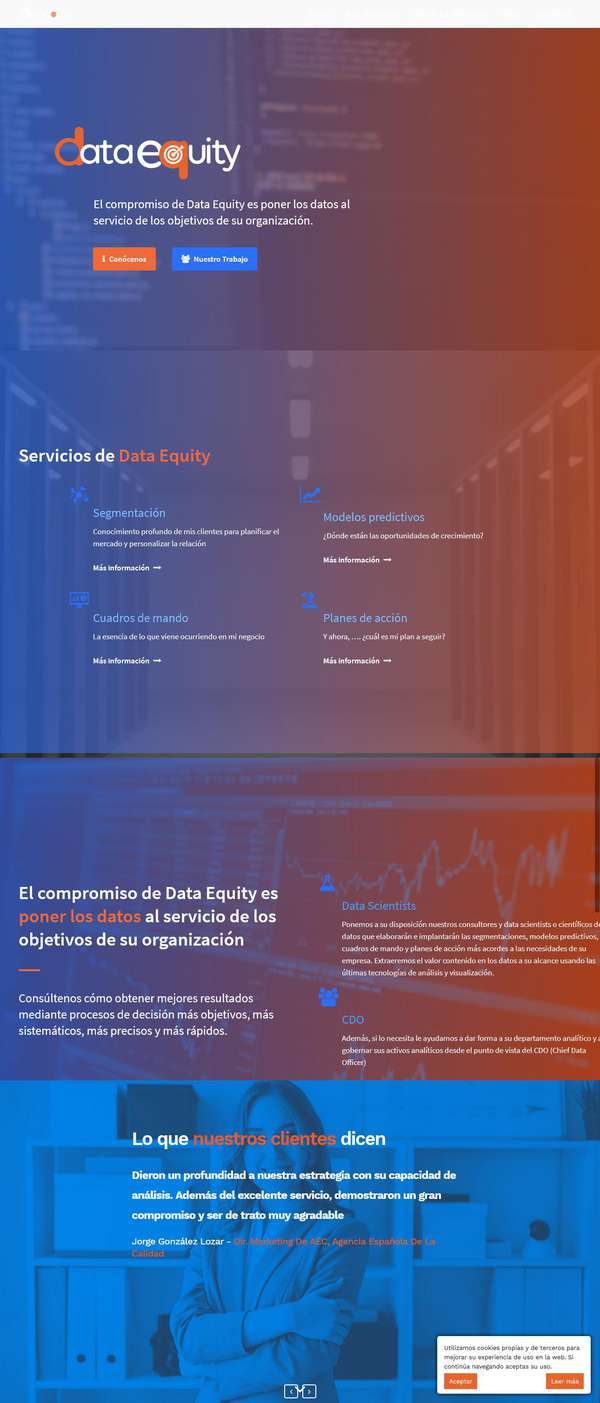 dataequity
El compromiso de Data Equity es poner los datos al
servicio de los objetivos de su organización.
Conócenos
Nuestro Trabajo
Servicios de Data Equity
Segmentación
Conocimiento profundo de mis clientes para planificar el
mercado y personalizar la relación
Más información
Modelos predictivos
¿Dónde están las oportunidades de crecimiento?
Más información
Cuadros de mando
La esencia de lo que viene ocurriendo en mi negocio
Más información
Planes de acción
Y ahora, …. ¿cuál es mi plan a seguir?
Más información
El compromiso de Data Equity es
poner los datos al servicio de los
objetivos de su organización
Consúltenos cómo obtener mejores resultados
mediante procesos de decisión más objetivos, más
sistemáticos, más precisos y más rápidos.
Data Scientists
Ponemos a su disposición nuestros consultores y data scientists o científicos de
datos que elaborarán e implantarán las segmentaciones, modelos predictivos,
cuadros de mando y planes de acción más acordes a las necesidades de su
empresa. Extraeremos el valor contenido en los datos a su alcance usando las
últimas tecnologías de análisis y visualización.
CDO
Además, si lo necesita le ayudamos a dar forma a su departamento analítico y a
gobernar sus activos analíticos desde el punto de vista del CDO (Chief Data
Officer)
Lo que nuestros clientes dicen
Dieron un profundidad a nuestra estrategia con su capacidad de
análisis. Además del excelente servicio, demostraron un gran
compromiso y ser de trato muy agradable
Jorge González Lozar - Dir. Marketing De AEC, Agencia Española De La
Calidad
Utilizamos cookies propias y de terceros para
mejorar su experiencia de uso en la web. Si
continúa navegando aceptas su uso.
Aceptar
Leer más